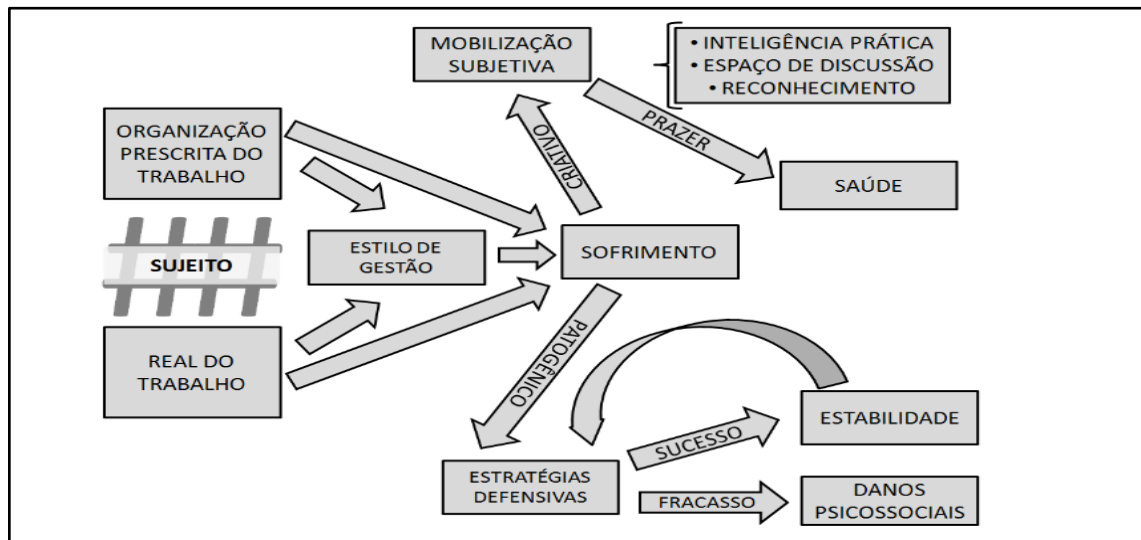 MOBILIZAÇÃO
SUBJETIVA
• INTELIGÊNCIA PRÁTICA
• ESPAÇO DE DISCUSSÃO
• RECONHECIMENTO
ORGANIZAÇÃO
PRESCRITA DO
TRABALHO
CRIATIVO
PRAZER
SAÚDE
SUJEITO
ESTILO DE
GESTÃO
SOFRIMENTO
REAL DO
TRABALHO
PATOGÊNICO
ESTRATÉGIAS
DEFENSIVAS
SUCESSO
ESTABILIDADE
FRACASSO
DANOS
PSICOSSOCIAIS